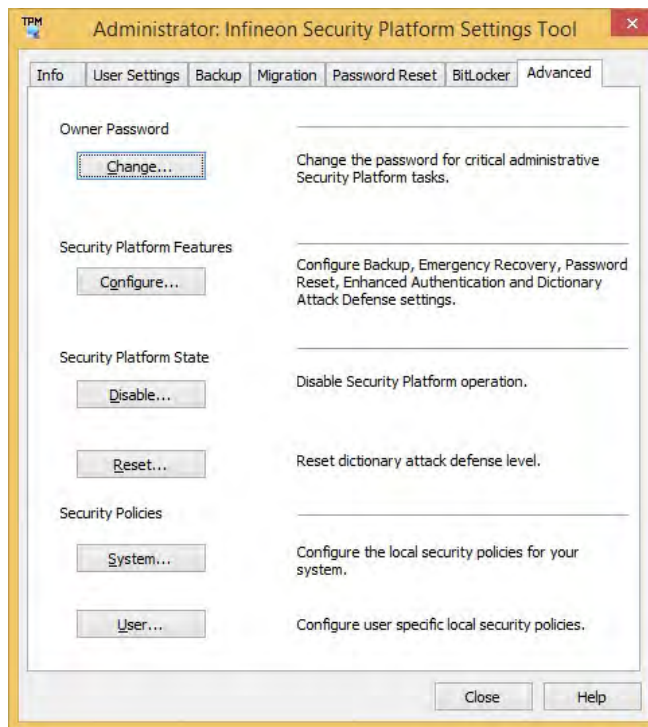 TPM
Administrator: Infineon Security Platform Settings Tool
Info User Settings Backup Migration Password Reset BitLocker Advanced
Owner Password
Change...
Change the password for critical administrative
Security Platform tasks.
Security Platform Features
Configure...
Configure Backup, Emergency Recovery, Password
Reset, Enhanced Authentication and Dictionary
Attack Defense settings.
Security Platform State
Disable...
Disable Security Platform operation.
Reset...
Reset dictionary attack defense level.
Security Policies
System...
Configure the local security policies for your
system.
User...
Configure user specific local security policies.
Close Help